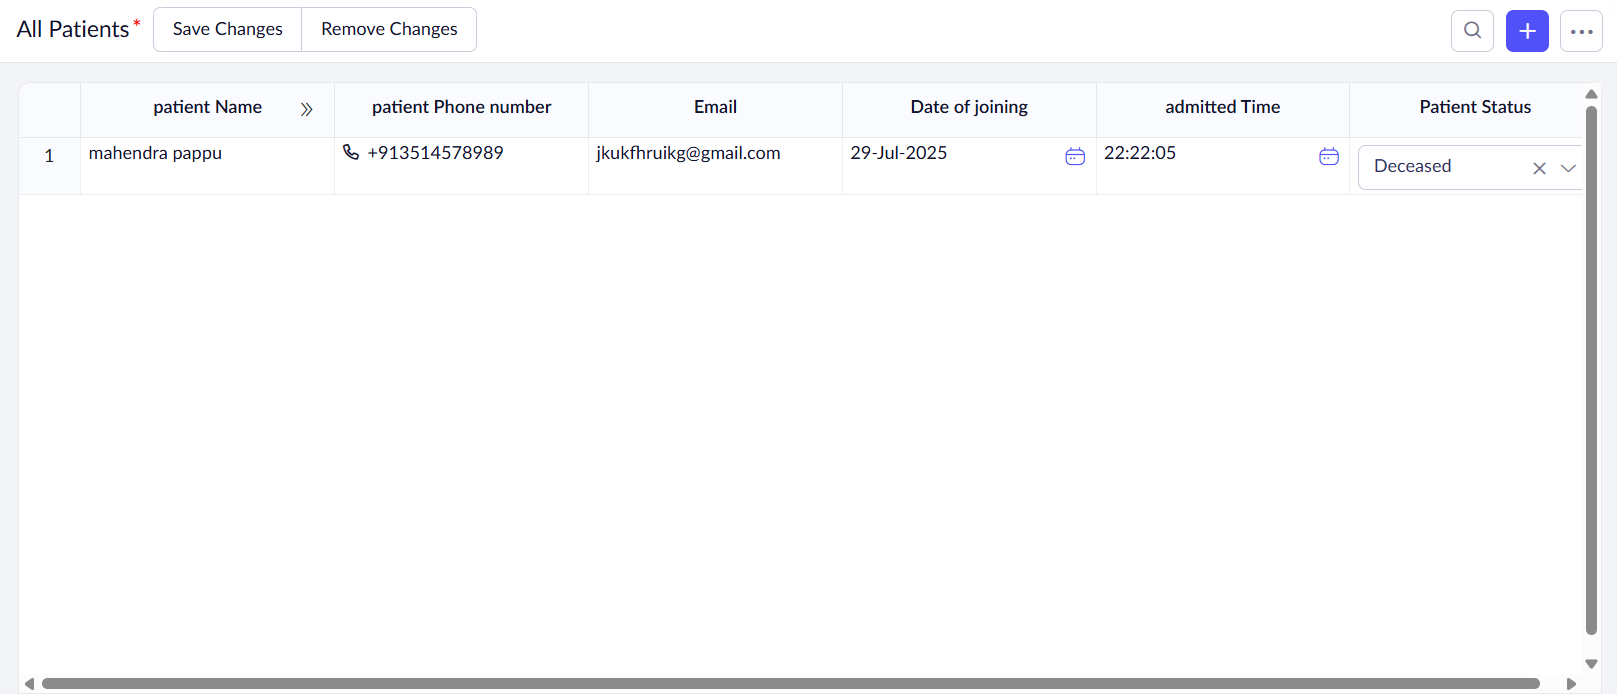 All Patients* Save Changes Remove Changes
patient Name patient Phone number Email Date of joining admitted Time Patient Status
1 mahendra pappu +913514578989 jkukfhruikg@gmail.com 29-Jul-2025 22:22:05 Deceased